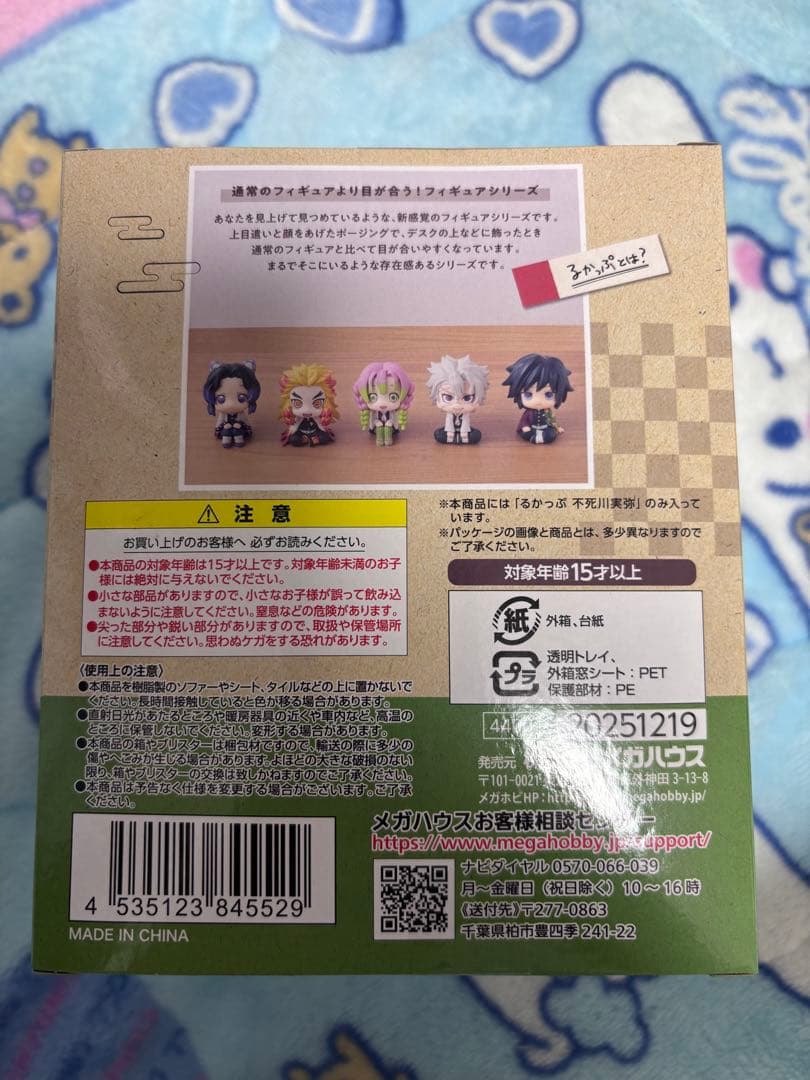 通常のフィギュアより目が合う!フィギュアシリーズ
あなたを見上げて見つめているような、新感覚のフィギュアシリーズです。
上目遣いと顔をあげたポージングで、デスクの上などに飾ったとき
通常のフィギュアと比べて目が合いやすくなっています。
まるでそこにいるような存在感あるシリーズです。
るかっぷとは?
⚠ 注意
お買い上げのお客様へ 必ずお読みください。
●本商品の対象年齢は15才以上です。対象年齢未満のお子
様には絶対に与えないでください。
●小さな部品がありますので、小さなお子様が誤って飲み込
まないように注意してください。窒息などの危険があります。
●尖った部分や鋭い部分がありますので、取扱や保管場所
に注意してください。思わぬケガをする恐れがあります。
〈使用上の注意〉
●本商品を樹脂製のソファーやシート、タイルなどの上に置かないで
ください。長時間接触していると色が移る場合があります。
●直射日光があたるところや暖房器具の近くや車内など、高温の
ところに保管しないでください。変形する場合があります。
●本商品の箱やブリスターは梱包材ですので、輸送の際に多少の
傷やへこみが生じる場合があります。よほどの大きな破損のない
限り、箱やブリスターの交換は致しかねますのでご了承ください。
●本商品は予告なく仕様を変更する場合がございます。ご了承
ください。
4 535123 845529
MADE IN CHINA
※本商品には「るかっぷ 不死川実弥」のみ入って
います。
※パッケージの画像と商品とは、多少異なりますので
ご了承ください。
対象年齢15才以上
紙 外箱、台紙
プラ 透明トレイ、
外箱窓シート:PET
保護部材:PE
20251219
発売元 メガハウス
〒101-0021 外神田 3-13-8
メガホビHP: megahobby.jp/
メガハウスお客様相談センター
https://www.megahobby.jp/support/
ナビダイヤル 0570-066-039
月〜金曜日(祝日除く)10〜16時
《送付先》〒277-0863
千葉県柏市豊四季 241-22